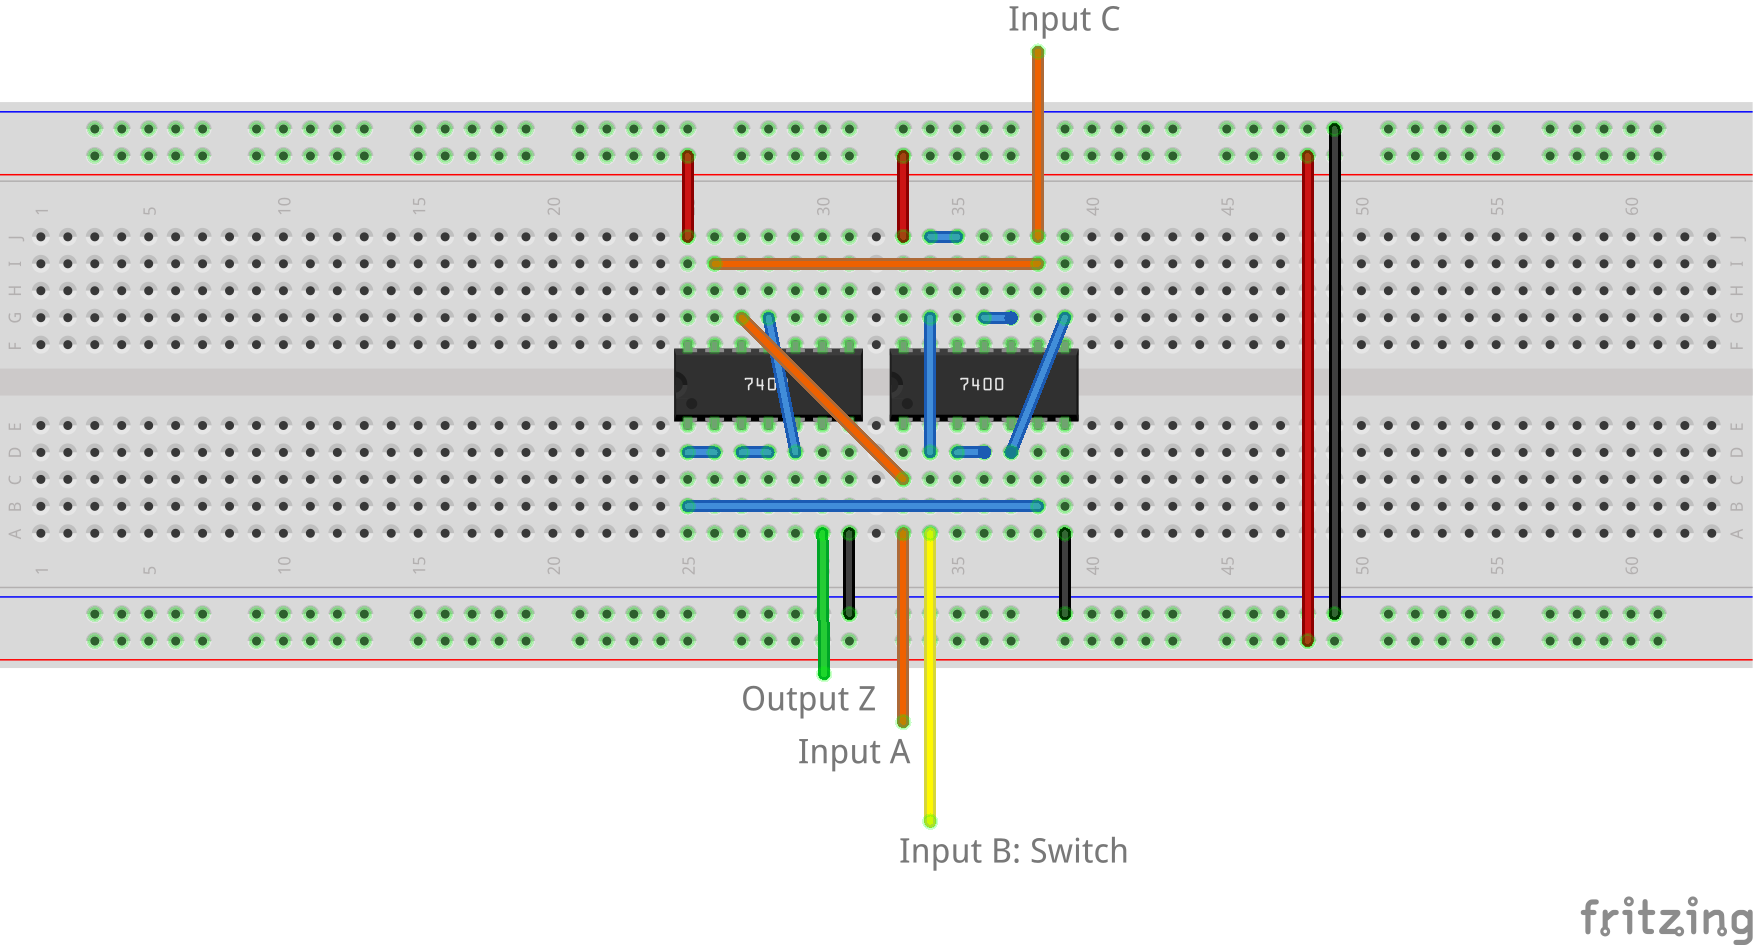 Input C
1 5 10 15 20 30 35 40 45 50 55 60
J J
I I
H H
G G
F F
740 7400
E E
D D
C C
B B
A A
1 5 10 15 20 25 35 40 45 50 55 60
Output Z
Input A
Input B: Switch
fritzing